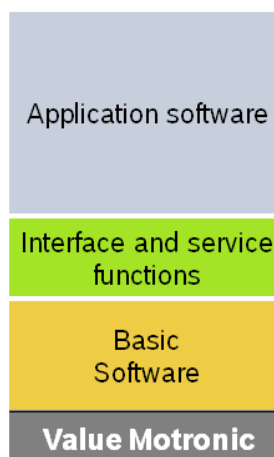 Application software
Interface and service
functions
Basic
Software
Value Motronic